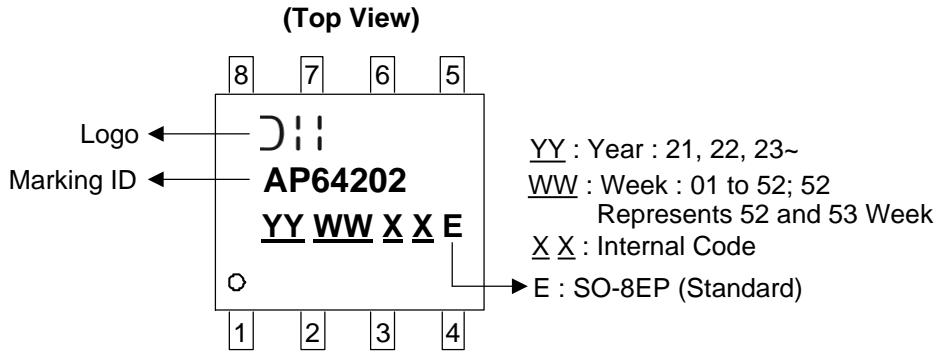 (Top View)
8 7 6 5
Logo
Marking ID
AP64202
YY WW X X E
1 2 3 4
YY : Year : 21, 22, 23~
WW : Week : 01 to 52; 52
Represents 52 and 53 Week
X X : Internal Code
E : SO-8EP (Standard)